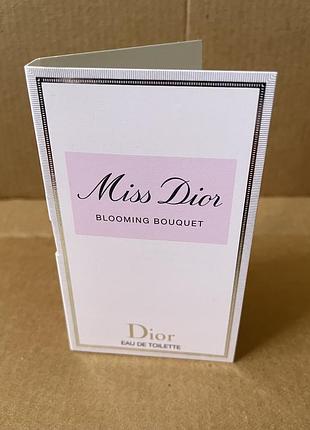 Miss Dior
BLOOMING BOUQUET
Dior
EAU DE TOILETTE